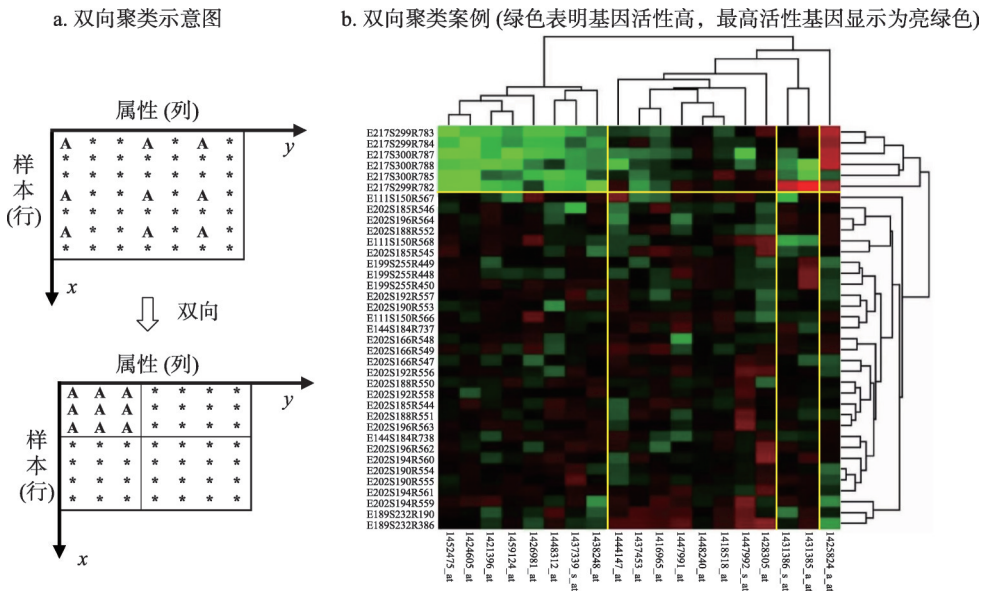 a. 双向聚类示意图
属性 (列)
y
样本(行)
A * * A * A *
* * * * * * *
* * * * * * *
A * * A * A *
* * * * * * *
A * * A * A *
* * * * * * *
x
双向
属性 (列)
y
样本(行)
A A A * * * *
A A A * * * *
A A A * * * *
* * * * * * *
* * * * * * *
* * * * * * *
* * * * * * *
x
b. 双向聚类案例 (绿色表明基因活性高，最高活性基因显示为亮绿色)
E217S299R783
E217S299R784
E217S300R787
E217S300R788
E217S300R785
E217S299R782
E111S150R567
E202S185R546
E202S196R564
E202S188R552
E111S150R568
E202S185R545
E199S255R449
E199S255R448
E199S255R450
E202S192R557
E202S190R553
E111S150R566
E144S184R737
E202S166R548
E202S166R549
E202S166R547
E202S192R556
E202S188R550
E202S192R558
E202S185R544
E202S188R551
E202S196R563
E144S184R738
E202S196R562
E202S194R560
E202S190R554
E202S190R555
E202S194R561
E202S194R559
E189S232R190
E189S232R386
1452475_at
1424605_at
1421396_at
1459124_at
1426981_at
1448312_at
1437339_s_at
1438248_at
1444147_at
1437453_at
1416965_at
1447991_at
1448240_at
1418518_at
1447992_s_at
1428305_at
1431386_s_at
1431385_a_at
1425824_a_at